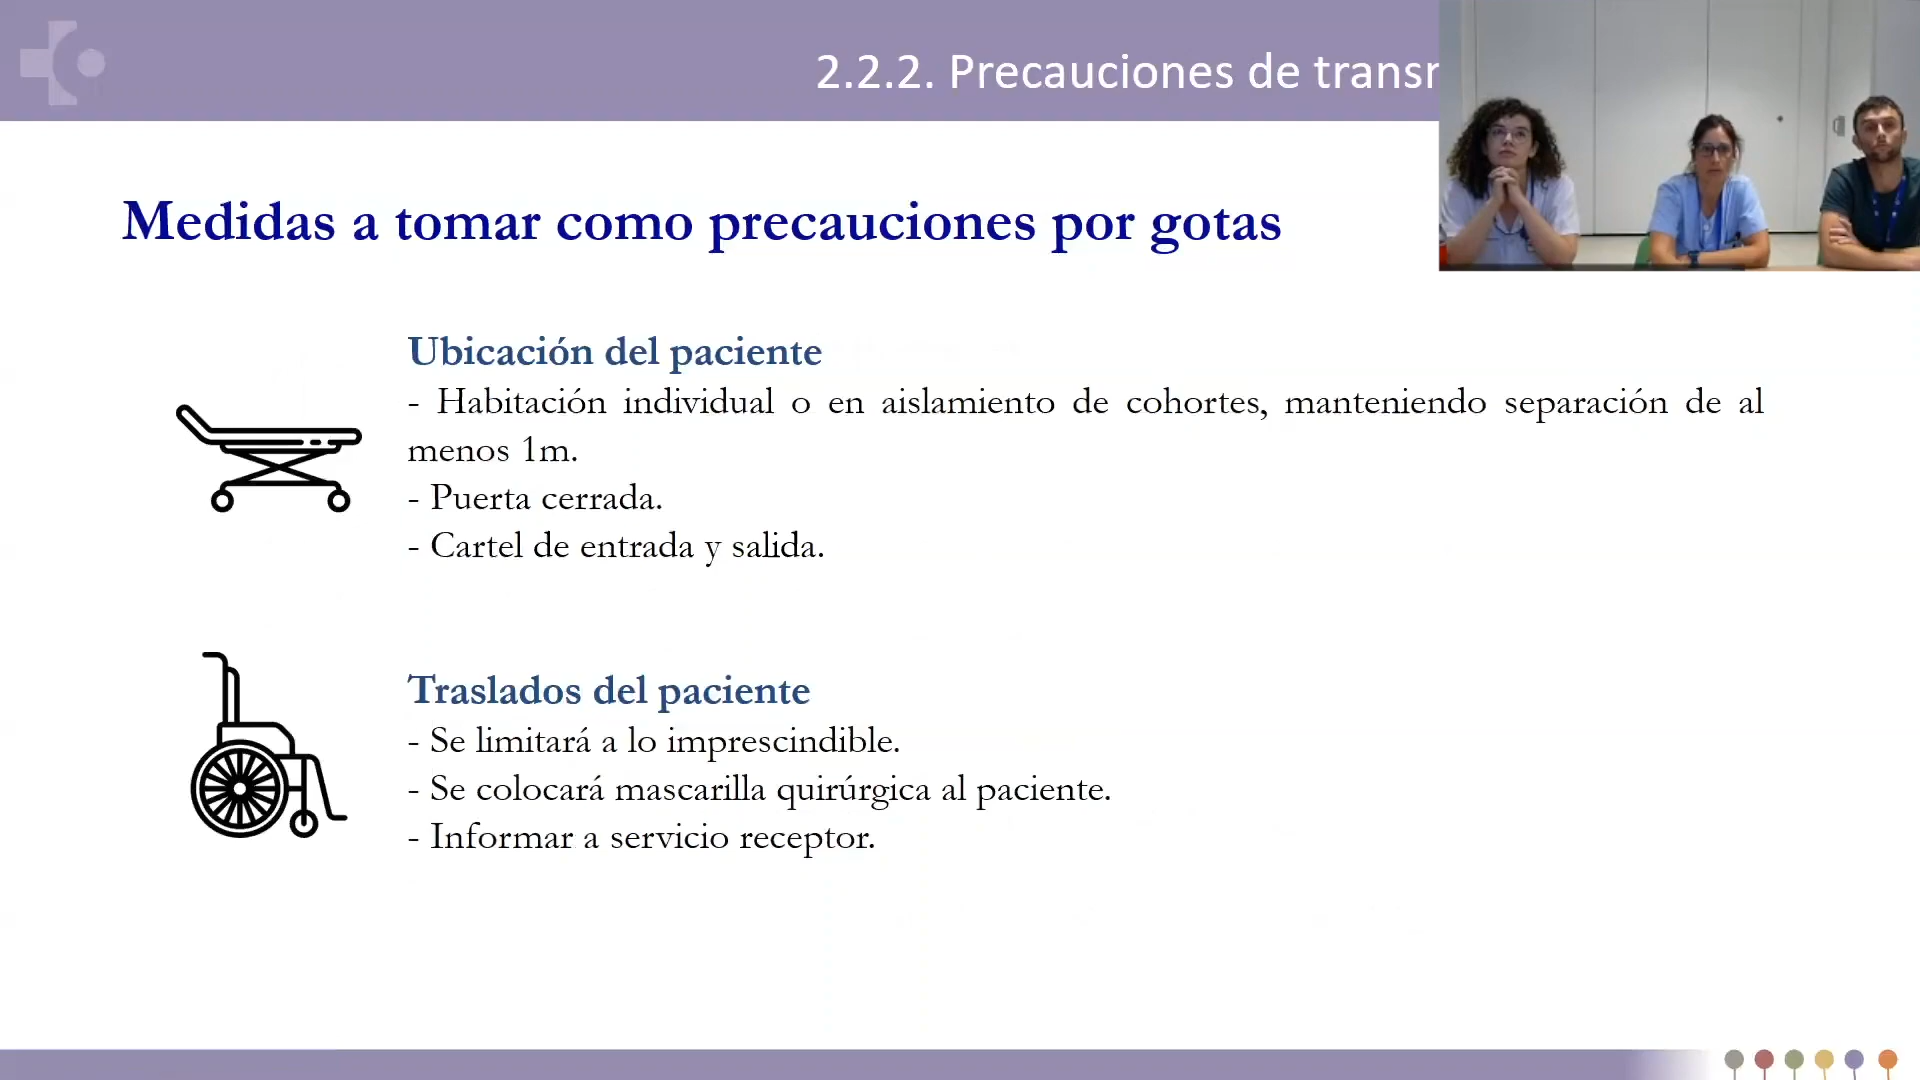 2.2.2. Precauciones de
Medidas a tomar como precauciones por gotas
Ubicación del paciente
- Habitación individual o en aislamiento de cohortes, manteniendo separación de al
menos 1m.
- Puerta cerrada.
- Cartel de entrada y salida.
Traslados del paciente
- Se limitará a lo imprescindible.
- Se colocará mascarilla quirúrgica al paciente.
- Informar a servicio receptor.